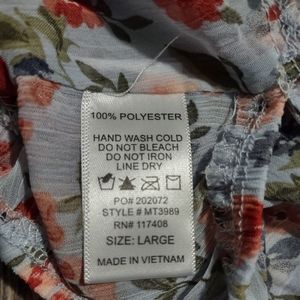 100% POLYESTER
HAND WASH COLD
DO NOT BLEACH
DO NOT IRON
LINE DRY
PO# 202072
STYLE # MT3989
RN# 117408
SIZE: LARGE
MADE IN VIETNAM